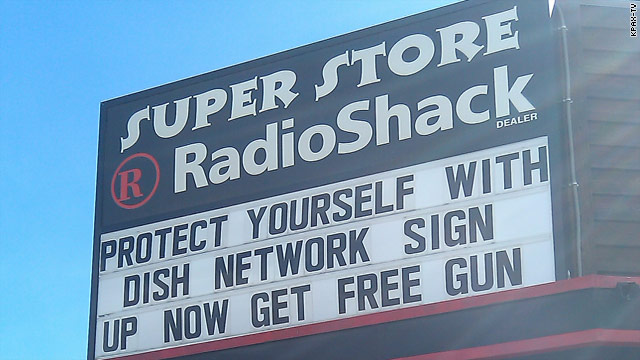 SUPER STORE
R RadioShack
DEALER
PROTECT YOURSELF WITH
DISH NETWORK SIGN
UP NOW GET FREE GUN
KPAX-TV